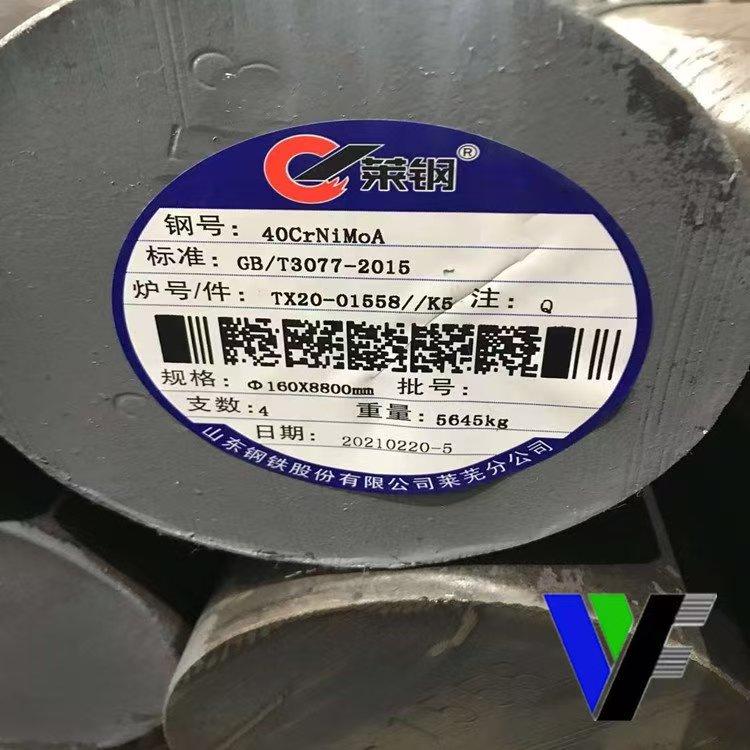 莱钢®
钢号: 40CrNiMoA
标准: GB/T3077-2015
炉号/件: TX20-01558//K5 注: Q
规格: Φ160X8800mm 批号:
支数:4 重量: 5645kg
日期: 20210220-5
山东钢铁股份有限公司莱芜分公司
VF